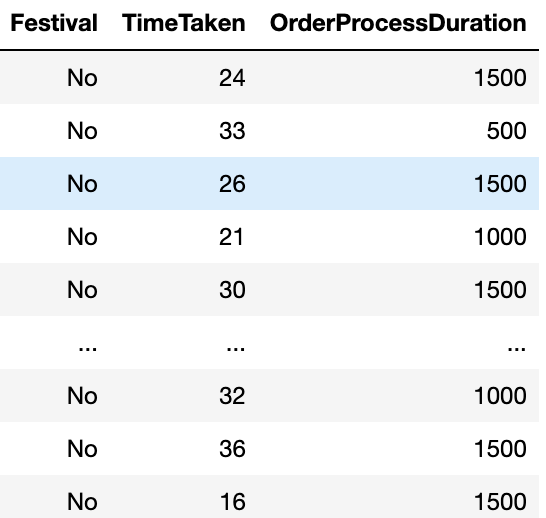 Festival TimeTaken OrderProcessDuration
No 24 1500
No 33 500
No 26 1500
No 21 1000
No 30 1500
... ... ...
No 32 1000
No 36 1500
No 16 1500